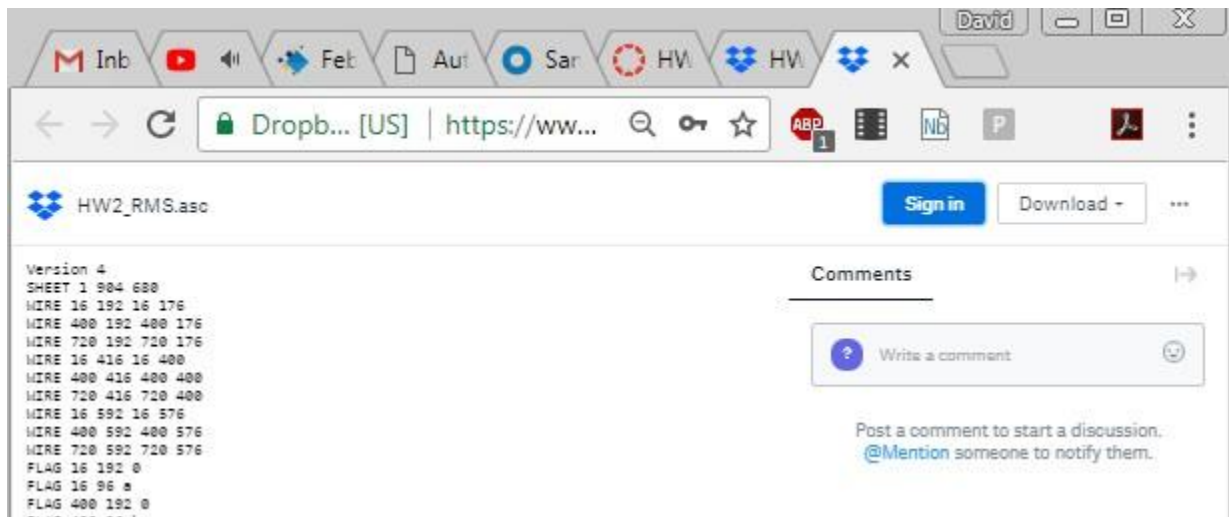 David
Inb
Feb
Aut
Sar
HW
HW
Dropb... [US] | https://ww...
ABP
1
Nb
P
HW2_RMS.asc
Sign in
Download
...
Version 4
SHEET 1 904 680
WIRE 16 192 16 176
WIRE 400 192 400 176
WIRE 720 192 720 176
WIRE 16 416 16 400
WIRE 400 416 400 400
WIRE 720 416 720 400
WIRE 16 592 16 576
WIRE 400 592 400 576
WIRE 720 592 720 576
FLAG 16 192 0
FLAG 16 96 a
FLAG 400 192 0
Comments
?
Write a comment
Post a comment to start a discussion.
@Mention someone to notify them.